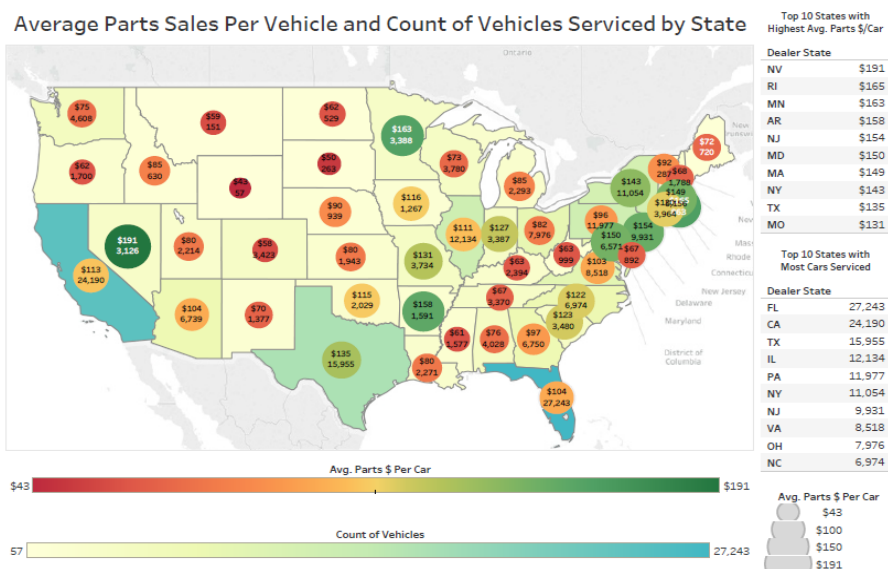 Average Parts Sales Per Vehicle and Count of Vehicles Serviced by State
Ontario
$75
4,608
$59
151
$62
529
$163
3,388
$72
720
$62
1,700
$85
630
$43
57
$50
263
$73
3,780
$85
2,293
$92
287
$68
1,788
$149
$143
11,054
3,964
$90
939
$116
1,267
$111
12,134
$127
3,387
$82
7,976
$96
11,977
$150
6,571
$154
9,931
$67
892
$191
3,126
$80
2,214
$58
3,423
$80
1,943
$131
3,734
$63
2,394
$63
999
$103
8,518
$113
24,190
$104
6,739
$70
1,377
$115
2,029
$158
1,591
$67
3,370
$122
6,974
$123
3,480
$135
15,955
$80
2,271
$61
1,577
$76
4,028
$97
6,750
$104
27,243
New
Rhode
Connecticu
New Jersey
Delaware
Maryland
District of
Columbia
Avg. Parts $ Per Car
$43
$191
Count of Vehicles
57
27,243
Top 10 States with
Highest Avg. Parts $/Car
Dealer State
NV $191
RI $165
MN $163
AR $158
NJ $154
MD $150
MA $149
NY $143
TX $135
MO $131
Top 10 States with
Most Cars Serviced
Dealer State
FL 27,243
CA 24,190
TX 15,955
IL 12,134
PA 11,977
NY 11,054
NJ 9,931
VA 8,518
OH 7,976
NC 6,974
Avg. Parts $ Per Car
$43
$100
$150
$191